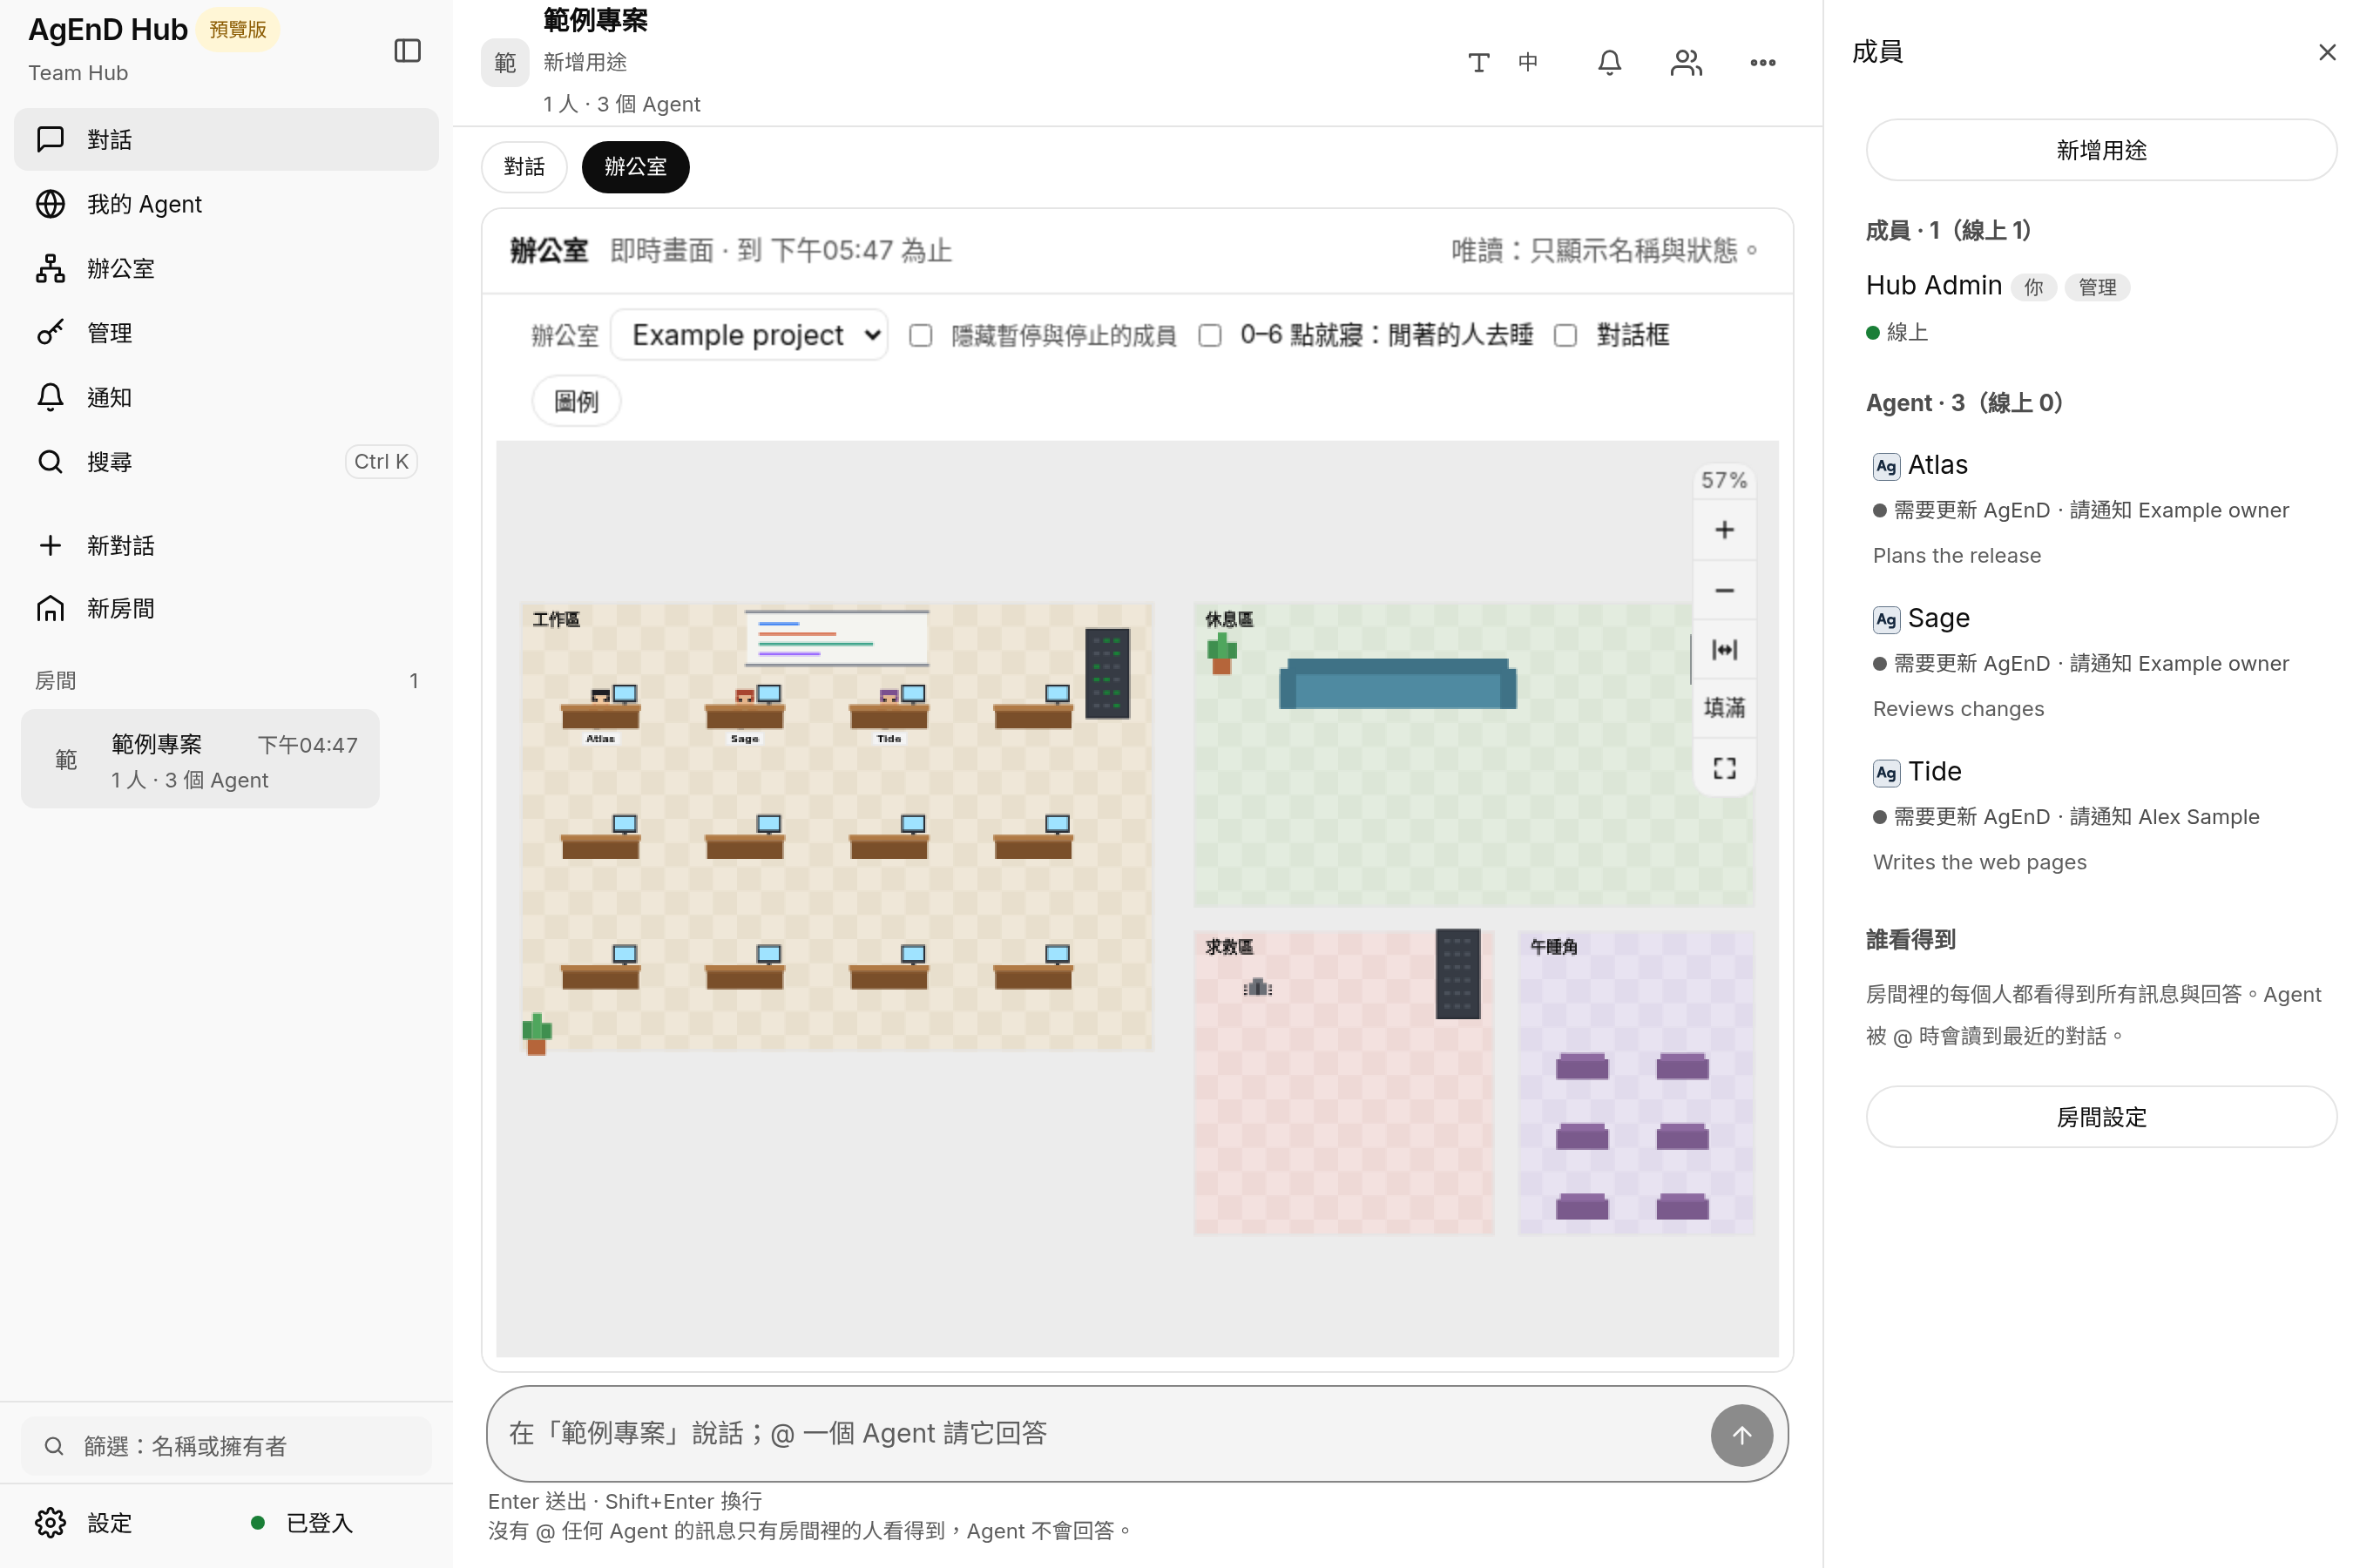 AgEnD Hub 預覽版
Team Hub
對話
我的 Agent
辦公室
管理
通知
搜尋 Ctrl K
新對話
新房間
房間 1
範 範例專案 下午04:47
1 人 · 3 個 Agent
篩選：名稱或擁有者
設定 已登入
範 範例專案
新增用途
1 人 · 3 個 Agent
中
對話 辦公室
辦公室 即時畫面 · 到 下午05:47 為止 唯讀：只顯示名稱與狀態。
辦公室 Example project 隱藏暫停與停止的成員 0–6 點就寢：閒著的人去睡 對話框
圖例
57%
填滿
工作區
Atlas Sage Tide
休息區
求救區
午睡角
在「範例專案」說話；@ 一個 Agent 請它回答
Enter 送出 · Shift+Enter 換行
沒有 @ 任何 Agent 的訊息只有房間裡的人看得到，Agent 不會回答。
成員
新增用途
成員 · 1（線上 1）
Hub Admin 你 管理
線上
Agent · 3（線上 0）
Ag Atlas
需要更新 AgEnD · 請通知 Example owner
Plans the release
Ag Sage
需要更新 AgEnD · 請通知 Example owner
Reviews changes
Ag Tide
需要更新 AgEnD · 請通知 Alex Sample
Writes the web pages
誰看得到
房間裡的每個人都看得到所有訊息與回答。Agent
被 @ 時會讀到最近的對話。
房間設定